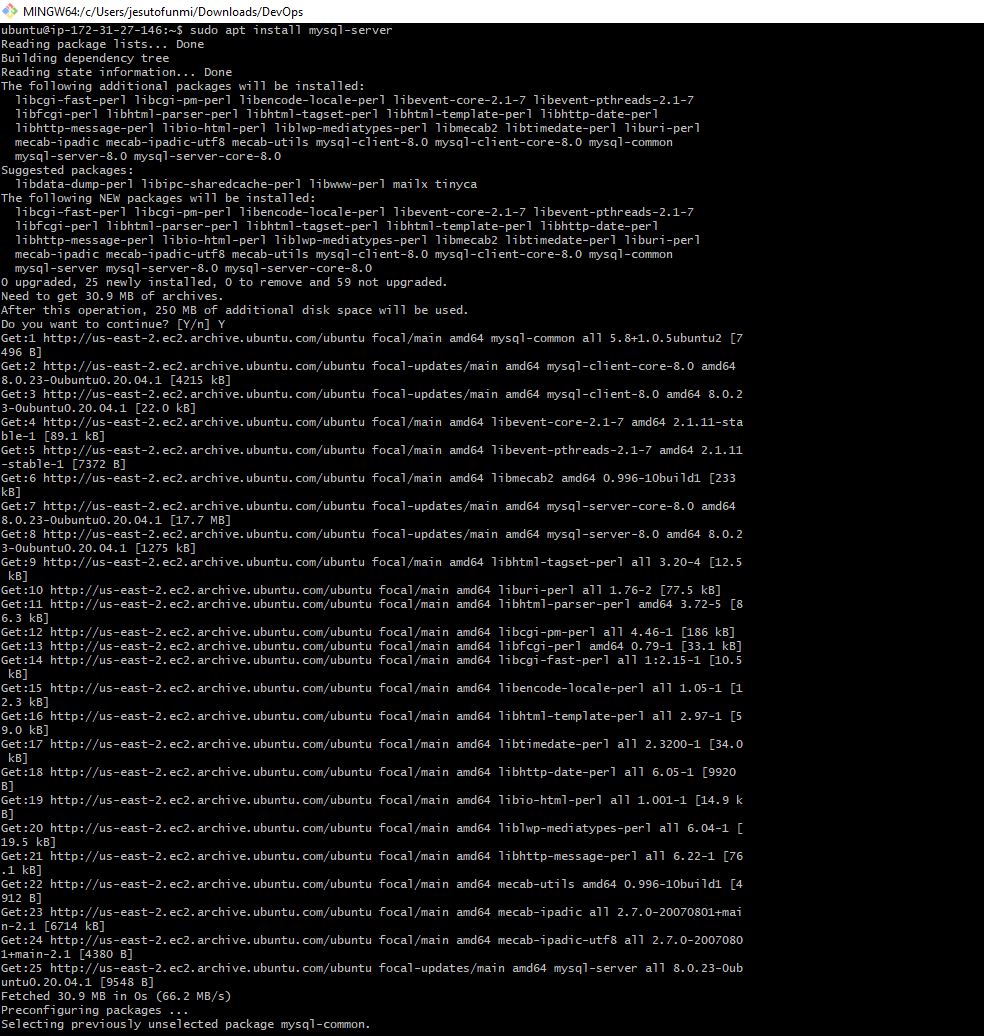 MINGW64:/c/Users/jesutofunmi/Downloads/DevOps
ubuntu@ip-172-31-27-146:~$ sudo apt install mysql-server
Reading package lists... Done
Building dependency tree
Reading state information... Done
The following additional packages will be installed:
  libcgi-fast-perl libcgi-pm-perl libencode-locale-perl libevent-core-2.1-7 libevent-pthreads-2.1-7
  libfcgi-perl libhtml-parser-perl libhtml-tagset-perl libhtml-template-perl libhttp-date-perl
  libhttp-message-perl libio-html-perl liblwp-mediatypes-perl libmecab2 libtimedate-perl liburi-perl
  mecab-ipadic mecab-ipadic-utf8 mecab-utils mysql-client-8.0 mysql-client-core-8.0 mysql-common
  mysql-server-8.0 mysql-server-core-8.0
Suggested packages:
  libdata-dump-perl libipc-sharedcache-perl libwww-perl mailx tinyca
The following NEW packages will be installed:
  libcgi-fast-perl libcgi-pm-perl libencode-locale-perl libevent-core-2.1-7 libevent-pthreads-2.1-7
  libfcgi-perl libhtml-parser-perl libhtml-tagset-perl libhtml-template-perl libhttp-date-perl
  libhttp-message-perl libio-html-perl liblwp-mediatypes-perl libmecab2 libtimedate-perl liburi-perl
  mecab-ipadic mecab-ipadic-utf8 mecab-utils mysql-client-8.0 mysql-client-core-8.0 mysql-common
  mysql-server mysql-server-8.0 mysql-server-core-8.0
0 upgraded, 25 newly installed, 0 to remove and 59 not upgraded.
Need to get 30.9 MB of archives.
After this operation, 250 MB of additional disk space will be used.
Do you want to continue? [Y/n] Y
Get:1 http://us-east-2.ec2.archive.ubuntu.com/ubuntu focal/main amd64 mysql-common all 5.8+1.0.5ubuntu2 [7
496 B]
Get:2 http://us-east-2.ec2.archive.ubuntu.com/ubuntu focal-updates/main amd64 mysql-client-core-8.0 amd64
8.0.23-0ubuntu0.20.04.1 [4215 kB]
Get:3 http://us-east-2.ec2.archive.ubuntu.com/ubuntu focal-updates/main amd64 mysql-client-8.0 amd64 8.0.2
3-0ubuntu0.20.04.1 [22.0 kB]
Get:4 http://us-east-2.ec2.archive.ubuntu.com/ubuntu focal/main amd64 libevent-core-2.1-7 amd64 2.1.11-sta
ble-1 [89.1 kB]
Get:5 http://us-east-2.ec2.archive.ubuntu.com/ubuntu focal/main amd64 libevent-pthreads-2.1-7 amd64 2.1.11
-stable-1 [7372 B]
Get:6 http://us-east-2.ec2.archive.ubuntu.com/ubuntu focal/main amd64 libmecab2 amd64 0.996-10build1 [233
kB]
Get:7 http://us-east-2.ec2.archive.ubuntu.com/ubuntu focal-updates/main amd64 mysql-server-core-8.0 amd64
8.0.23-0ubuntu0.20.04.1 [17.7 MB]
Get:8 http://us-east-2.ec2.archive.ubuntu.com/ubuntu focal-updates/main amd64 mysql-server-8.0 amd64 8.0.2
3-0ubuntu0.20.04.1 [1275 kB]
Get:9 http://us-east-2.ec2.archive.ubuntu.com/ubuntu focal/main amd64 libhtml-tagset-perl all 3.20-4 [12.5
 kB]
Get:10 http://us-east-2.ec2.archive.ubuntu.com/ubuntu focal/main amd64 liburi-perl all 1.76-2 [77.5 kB]
Get:11 http://us-east-2.ec2.archive.ubuntu.com/ubuntu focal/main amd64 libhtml-parser-perl amd64 3.72-5 [8
6.3 kB]
Get:12 http://us-east-2.ec2.archive.ubuntu.com/ubuntu focal/main amd64 libcgi-pm-perl all 4.46-1 [186 kB]
Get:13 http://us-east-2.ec2.archive.ubuntu.com/ubuntu focal/main amd64 libfcgi-perl amd64 0.79-1 [33.1 kB]
Get:14 http://us-east-2.ec2.archive.ubuntu.com/ubuntu focal/main amd64 libcgi-fast-perl all 1:2.15-1 [10.5
 kB]
Get:15 http://us-east-2.ec2.archive.ubuntu.com/ubuntu focal/main amd64 libencode-locale-perl all 1.05-1 [1
2.3 kB]
Get:16 http://us-east-2.ec2.archive.ubuntu.com/ubuntu focal/main amd64 libhtml-template-perl all 2.97-1 [5
9.0 kB]
Get:17 http://us-east-2.ec2.archive.ubuntu.com/ubuntu focal/main amd64 libtimedate-perl all 2.3200-1 [34.0
 kB]
Get:18 http://us-east-2.ec2.archive.ubuntu.com/ubuntu focal/main amd64 libhttp-date-perl all 6.05-1 [9920
B]
Get:19 http://us-east-2.ec2.archive.ubuntu.com/ubuntu focal/main amd64 libio-html-perl all 1.001-1 [14.9 k
B]
Get:20 http://us-east-2.ec2.archive.ubuntu.com/ubuntu focal/main amd64 liblwp-mediatypes-perl all 6.04-1 [
19.5 kB]
Get:21 http://us-east-2.ec2.archive.ubuntu.com/ubuntu focal/main amd64 libhttp-message-perl all 6.22-1 [76
.1 kB]
Get:22 http://us-east-2.ec2.archive.ubuntu.com/ubuntu focal/main amd64 mecab-utils amd64 0.996-10build1 [4
912 B]
Get:23 http://us-east-2.ec2.archive.ubuntu.com/ubuntu focal/main amd64 mecab-ipadic all 2.7.0-20070801+mai
n-2.1 [6714 kB]
Get:24 http://us-east-2.ec2.archive.ubuntu.com/ubuntu focal/main amd64 mecab-ipadic-utf8 all 2.7.0-2007080
1+main-2.1 [4380 B]
Get:25 http://us-east-2.ec2.archive.ubuntu.com/ubuntu focal-updates/main amd64 mysql-server all 8.0.23-0ub
untu0.20.04.1 [9548 B]
Fetched 30.9 MB in 0s (66.2 MB/s)
Preconfiguring packages ...
Selecting previously unselected package mysql-common.